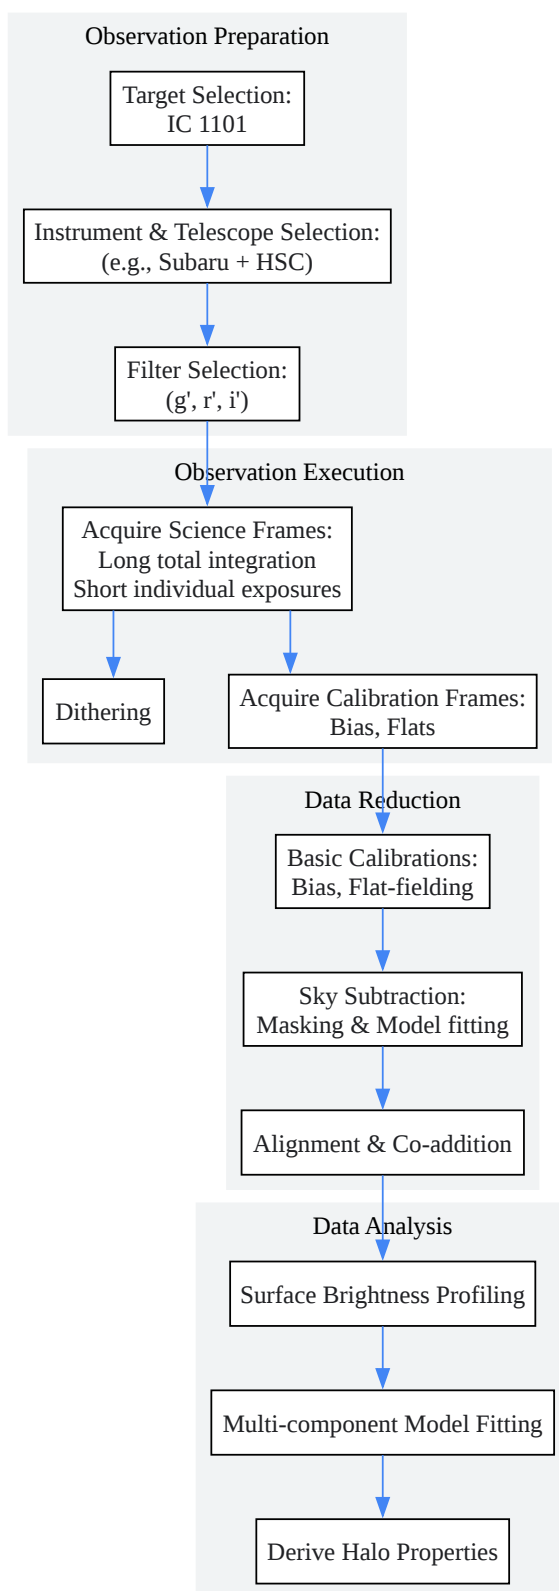 Observation Preparation
Target Selection:
IC 1101
Instrument & Telescope Selection:
(e.g., Subaru + HSC)
Filter Selection:
(g', r', i')
Observation Execution
Acquire Science Frames:
Long total integration
Short individual exposures
Dithering
Acquire Calibration Frames:
Bias, Flats
Data Reduction
Basic Calibrations:
Bias, Flat-fielding
Sky Subtraction:
Masking & Model fitting
Alignment & Co-addition
Data Analysis
Surface Brightness Profiling
Multi-component Model Fitting
Derive Halo Properties